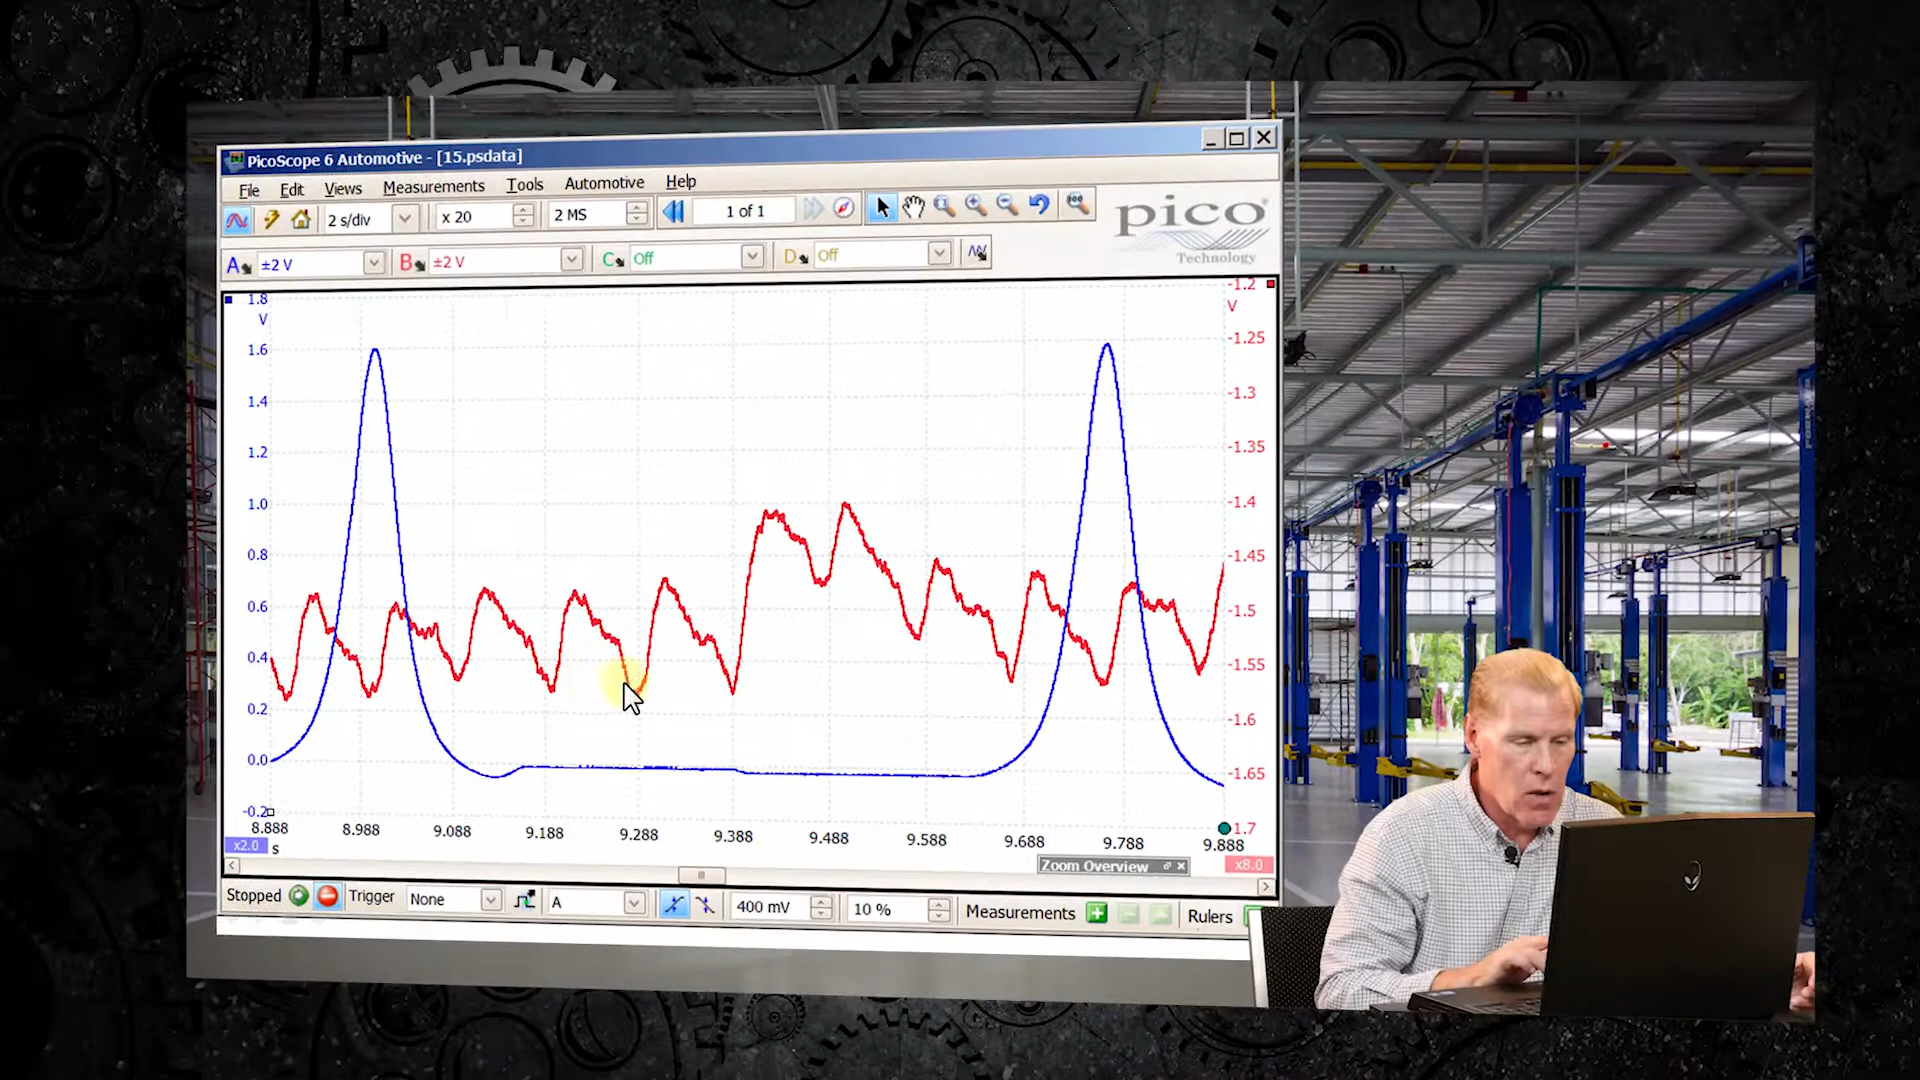 PicoScope 6 Automotive - [15.psdata]
File Edit Views Measurements Tools Automotive Help
2 s/div x 20 2 MS 1 of 1
pico
Technology
A ±2 V B ±2 V C Off D Off
1.8
V
1.6
1.4
1.2
1.0
0.8
0.6
0.4
0.2
0.0
-0.2
-1.2
V
-1.25
-1.3
-1.35
-1.4
-1.45
-1.5
-1.55
-1.6
-1.65
-1.7
8.888 8.988 9.088 9.188 9.288 9.388 9.488 9.588 9.688 9.788 9.888
x2.0 s
Zoom Overview
x8.0
Stopped Trigger None A 400 mV 10 % Measurements Rulers